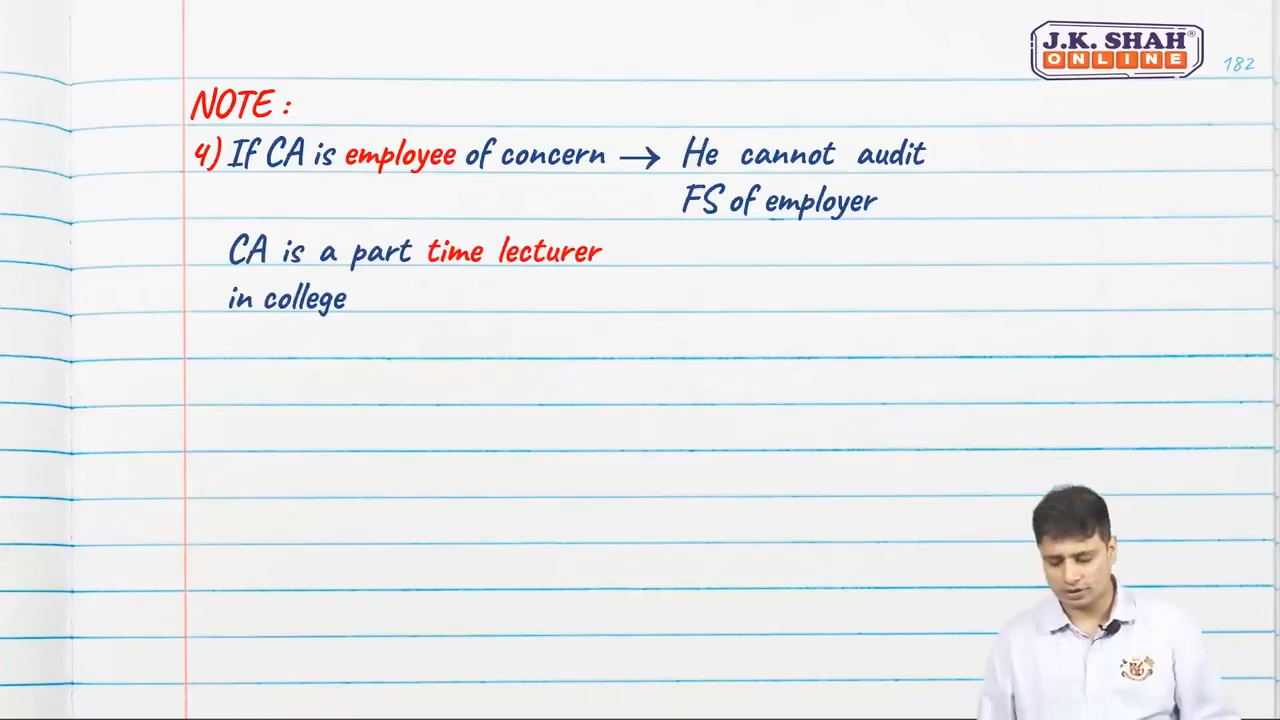 J.K. SHAH®
ONLINE
182
NOTE :
4) If CA is employee of concern → He cannot audit
FS of employer
CA is a part time lecturer
in college